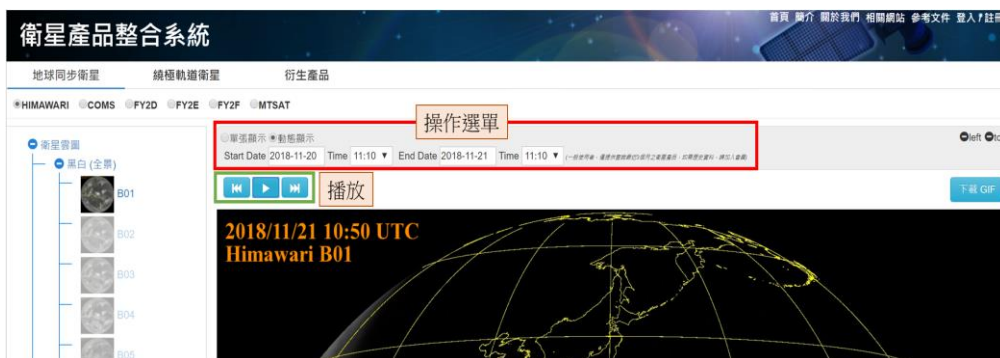 首頁 簡介 關於我們 相關網站 參考文件 登入/註冊
衛星產品整合系統
地球同步衛星 繞極軌道衛星 衍生產品
HIMAWARI COMS FY2D FY2E FY2F MTSAT
操作選單
單張顯示 動態顯示
left to
Start Date 2018-11-20 Time 11:10 End Date 2018-11-21 Time 11:10
衛星雲圖
黑白 (全景)
播放
下載 GIF
B01
B02
B03
B04
B05
2018/11/21 10:50 UTC
Himawari B01